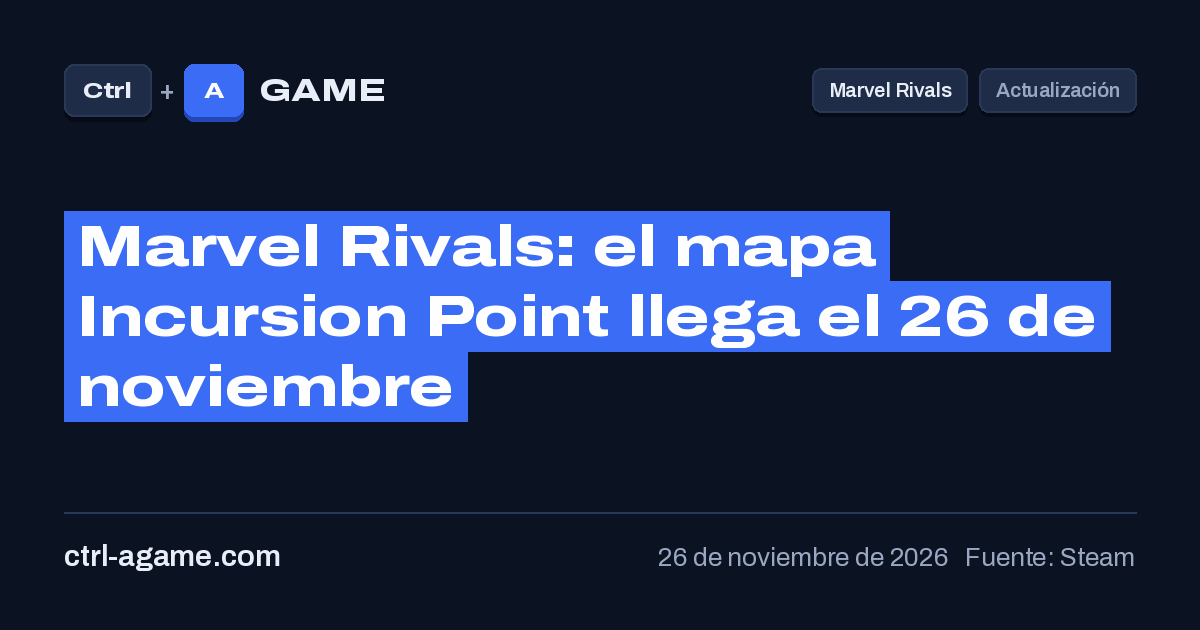 Ctrl + A GAME
Marvel Rivals Actualización
Marvel Rivals: el mapa
Incursion Point llega el 26 de
noviembre
ctrl-agame.com
26 de noviembre de 2026 Fuente: Steam